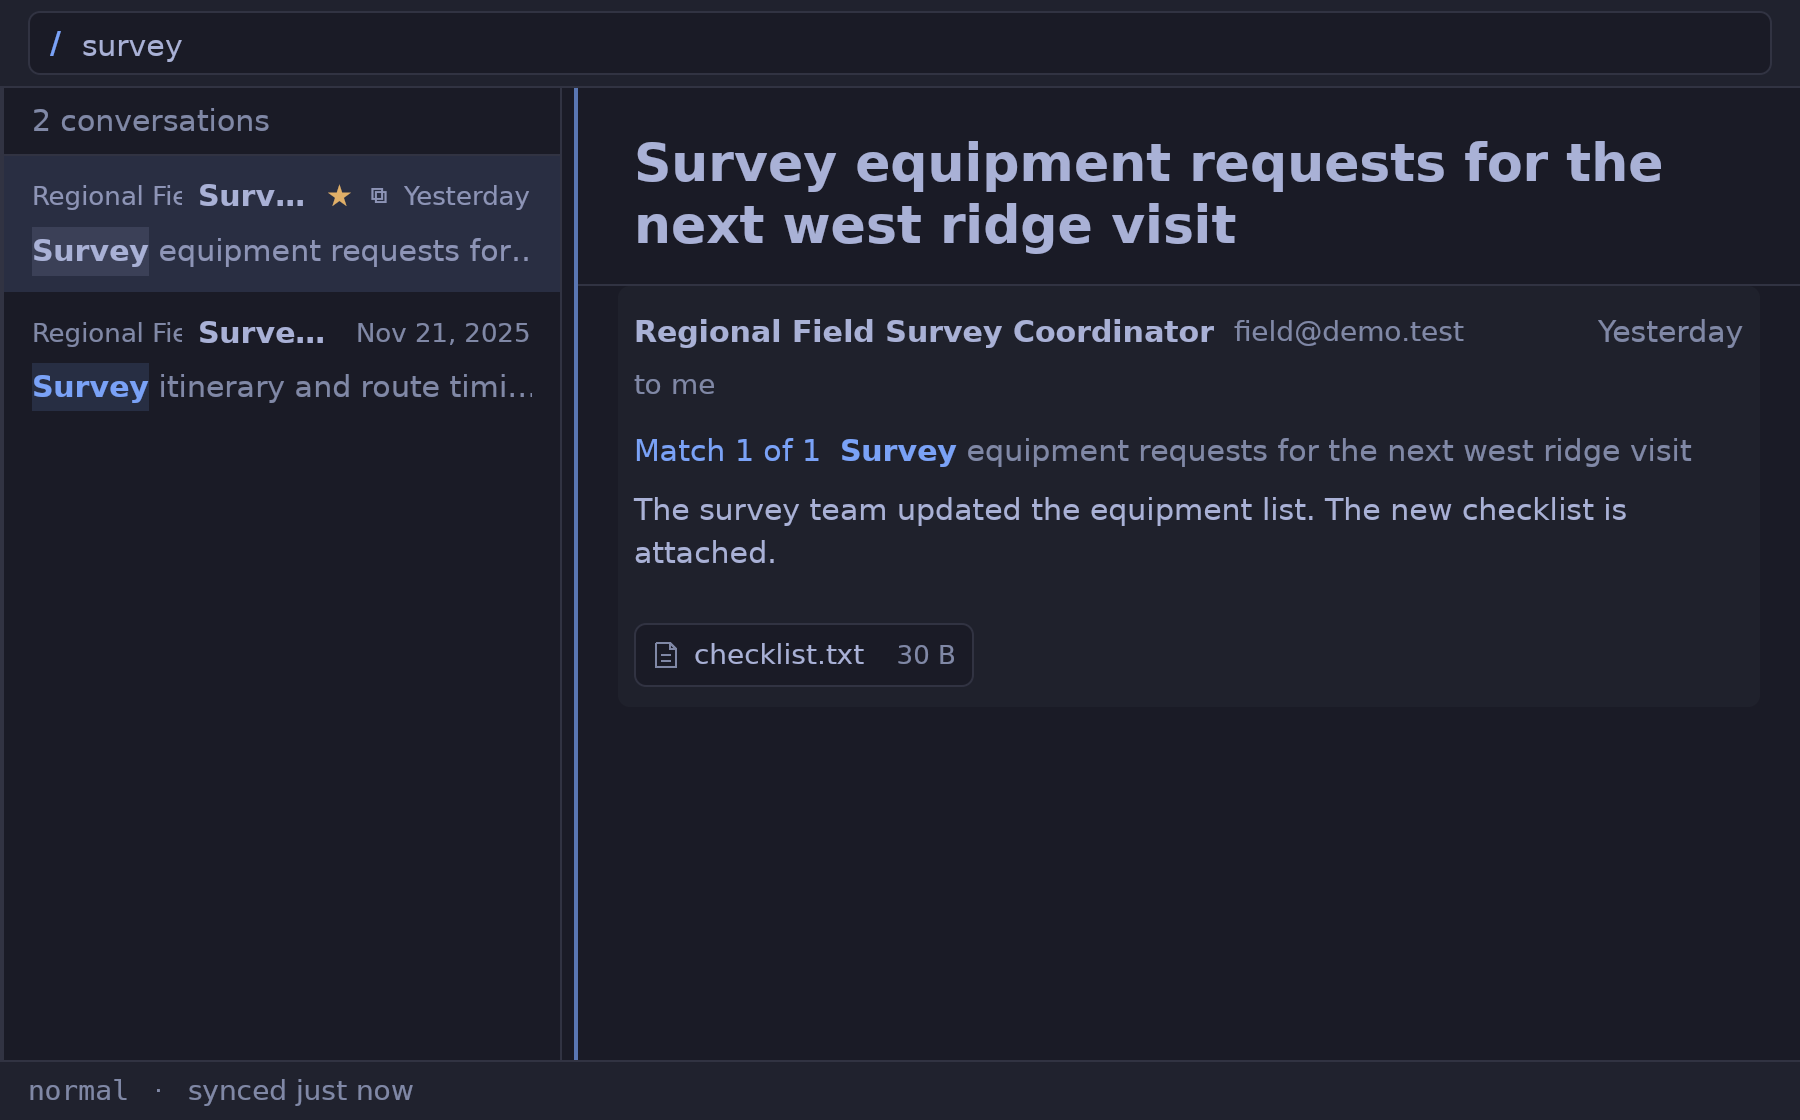 / survey
2 conversations
Regional Fie Surv… ★ Yesterday
Survey equipment requests for..
Regional Fie Surve… Nov 21, 2025
Survey itinerary and route timi…
Survey equipment requests for the
next west ridge visit
Regional Field Survey Coordinator field@demo.test Yesterday
to me
Match 1 of 1 Survey equipment requests for the next west ridge visit
The survey team updated the equipment list. The new checklist is
attached.
checklist.txt 30 B
normal · synced just now